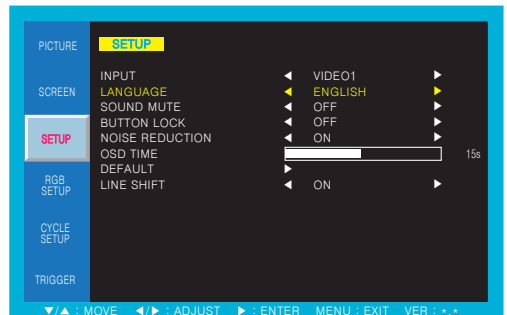 PICTURE
SCREEN
SETUP
RGB
SETUP
CYCLE
SETUP
TRIGGER
SETUP
INPUT ◀ VIDEO1 ▶
LANGUAGE ◀ ENGLISH ▶
SOUND MUTE ◀ OFF ▶
BUTTON LOCK ◀ OFF ▶
NOISE REDUCTION ◀ ON ▶
OSD TIME 15s
DEFAULT ▶
LINE SHIFT ◀ ON ▶
▼/▲ : MOVE ◀/▶ : ADJUST ▶ : ENTER MENU : EXIT VER : *.*